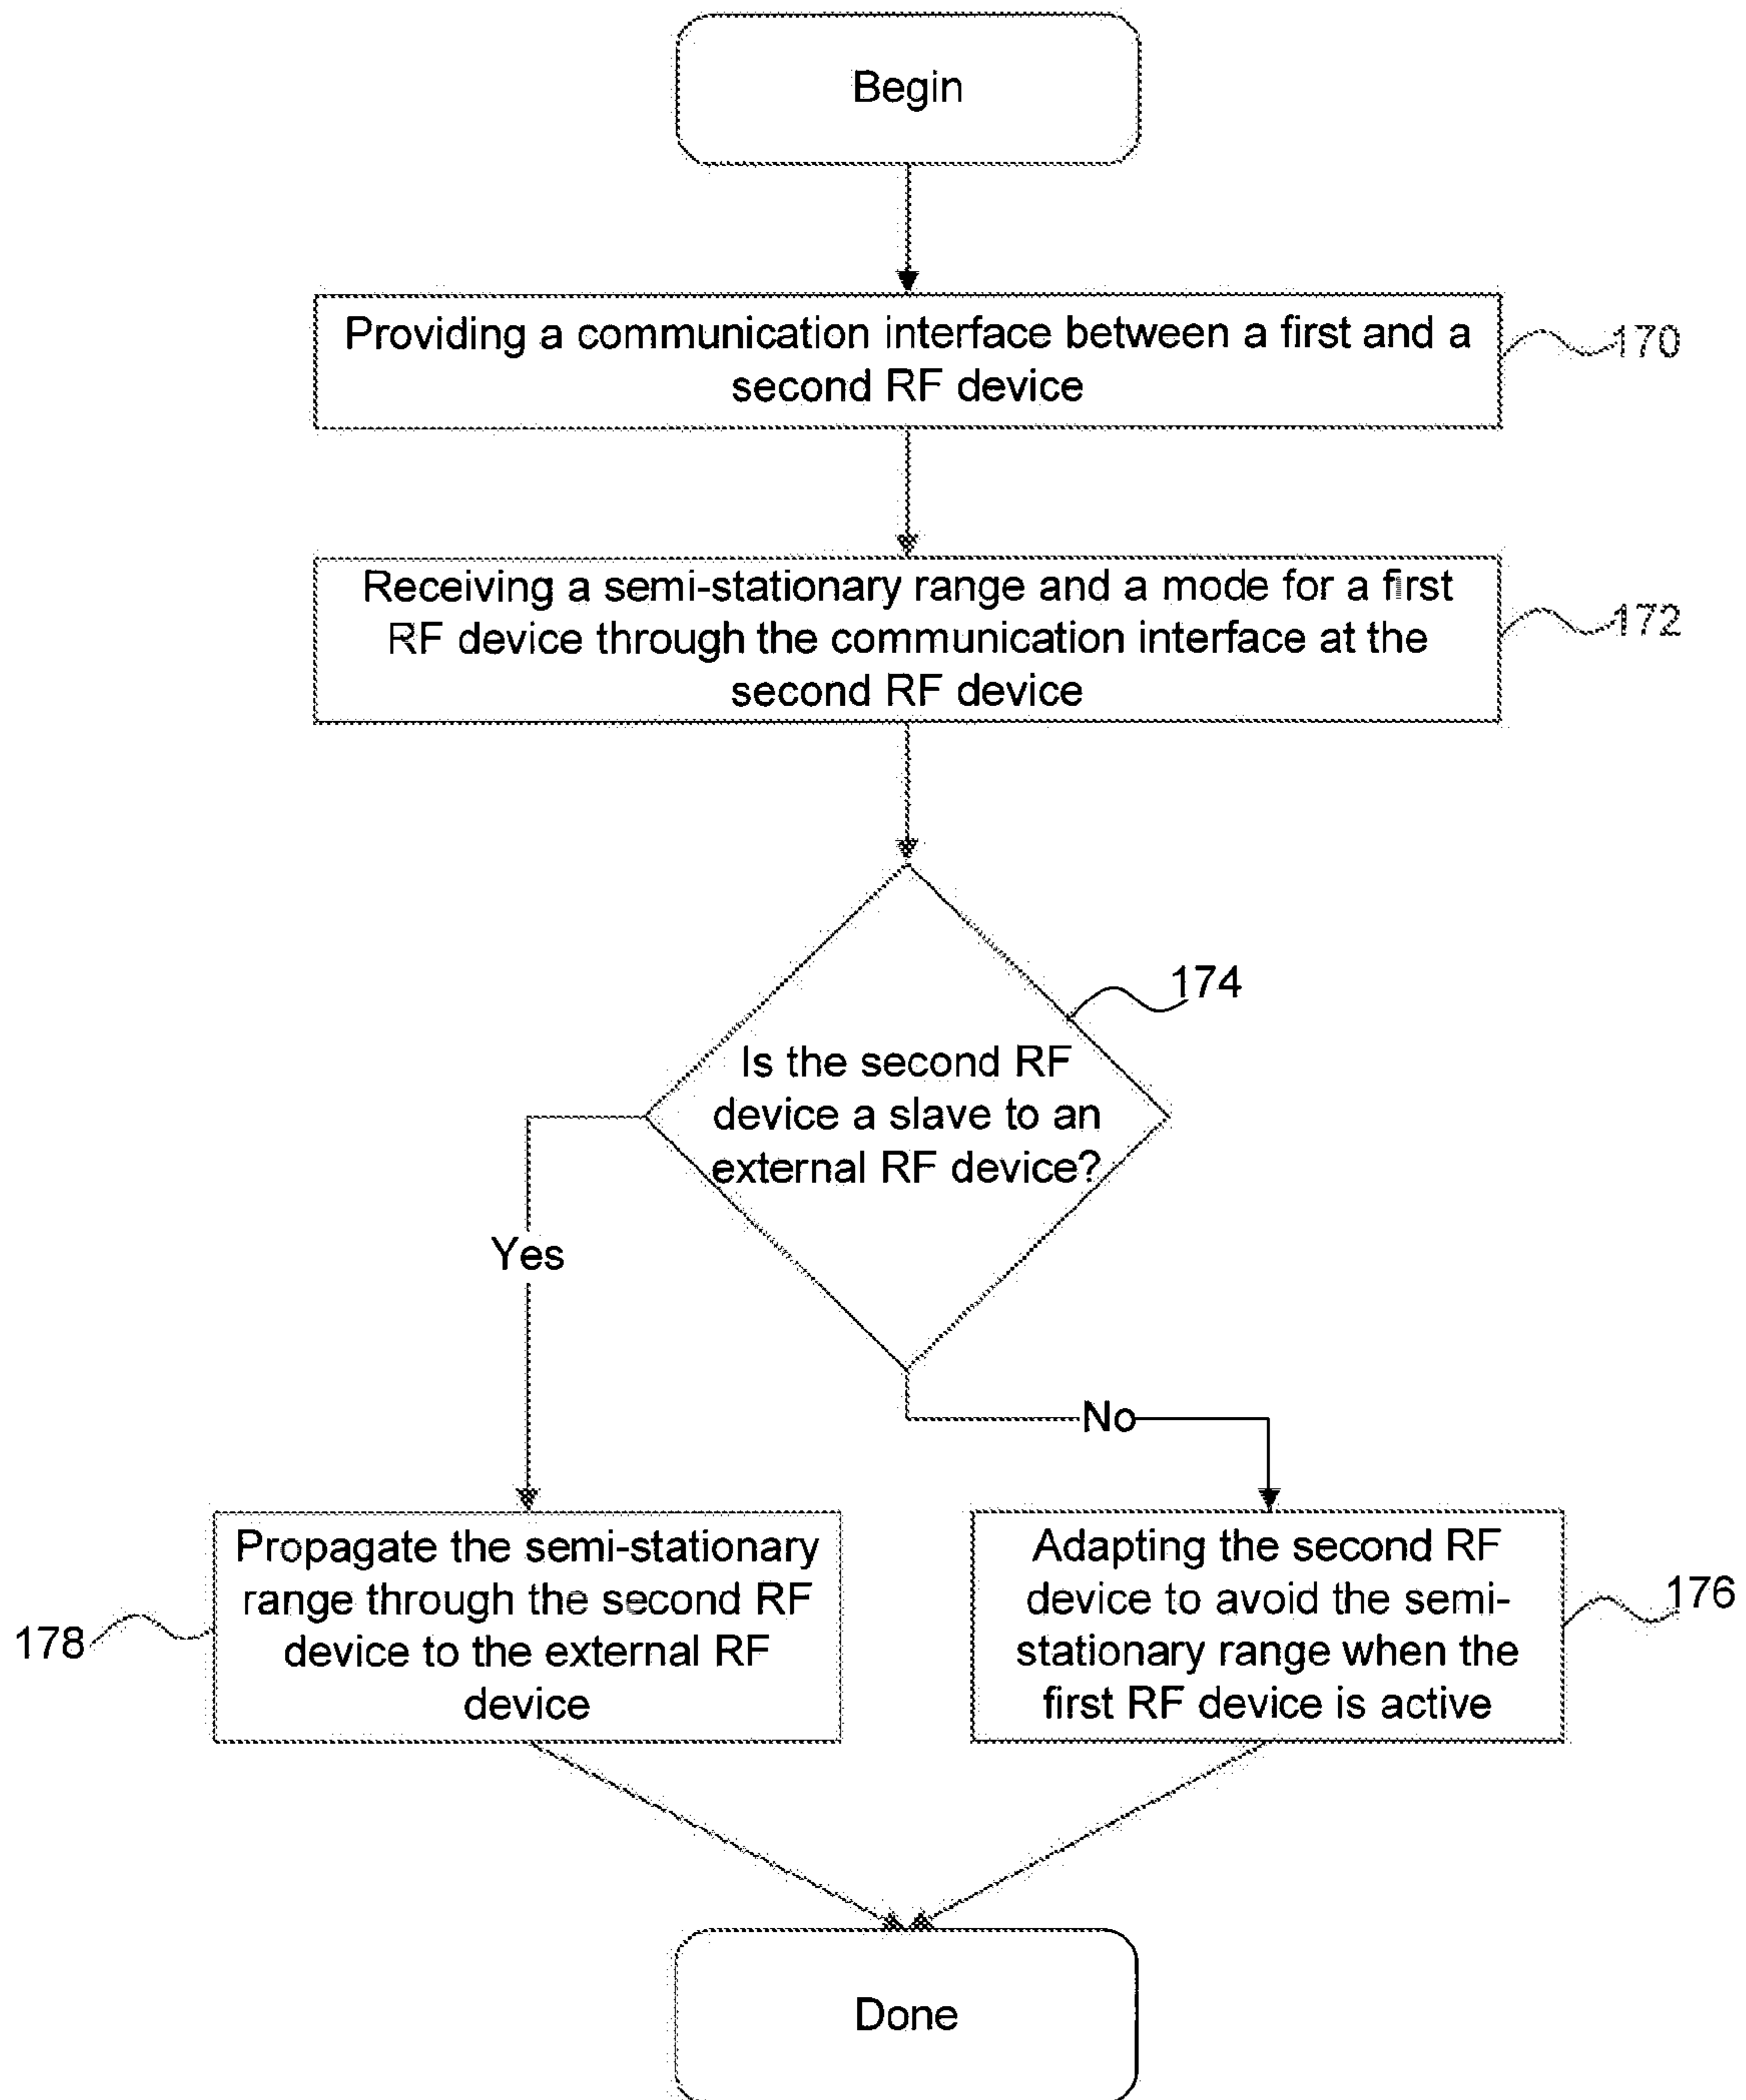 Begin
Providing a communication interface between a first and a
second RF device
170
Receiving a semi-stationary range and a mode for a first
RF device through the communication interface at the
second RF device
172
174
Is the second RF
device a slave to an
external RF device?
Yes
No
Propagate the semi-stationary
range through the second RF
device to the external RF
device
178
Adapting the second RF
device to avoid the semi-
stationary range when the
first RF device is active
176
Done